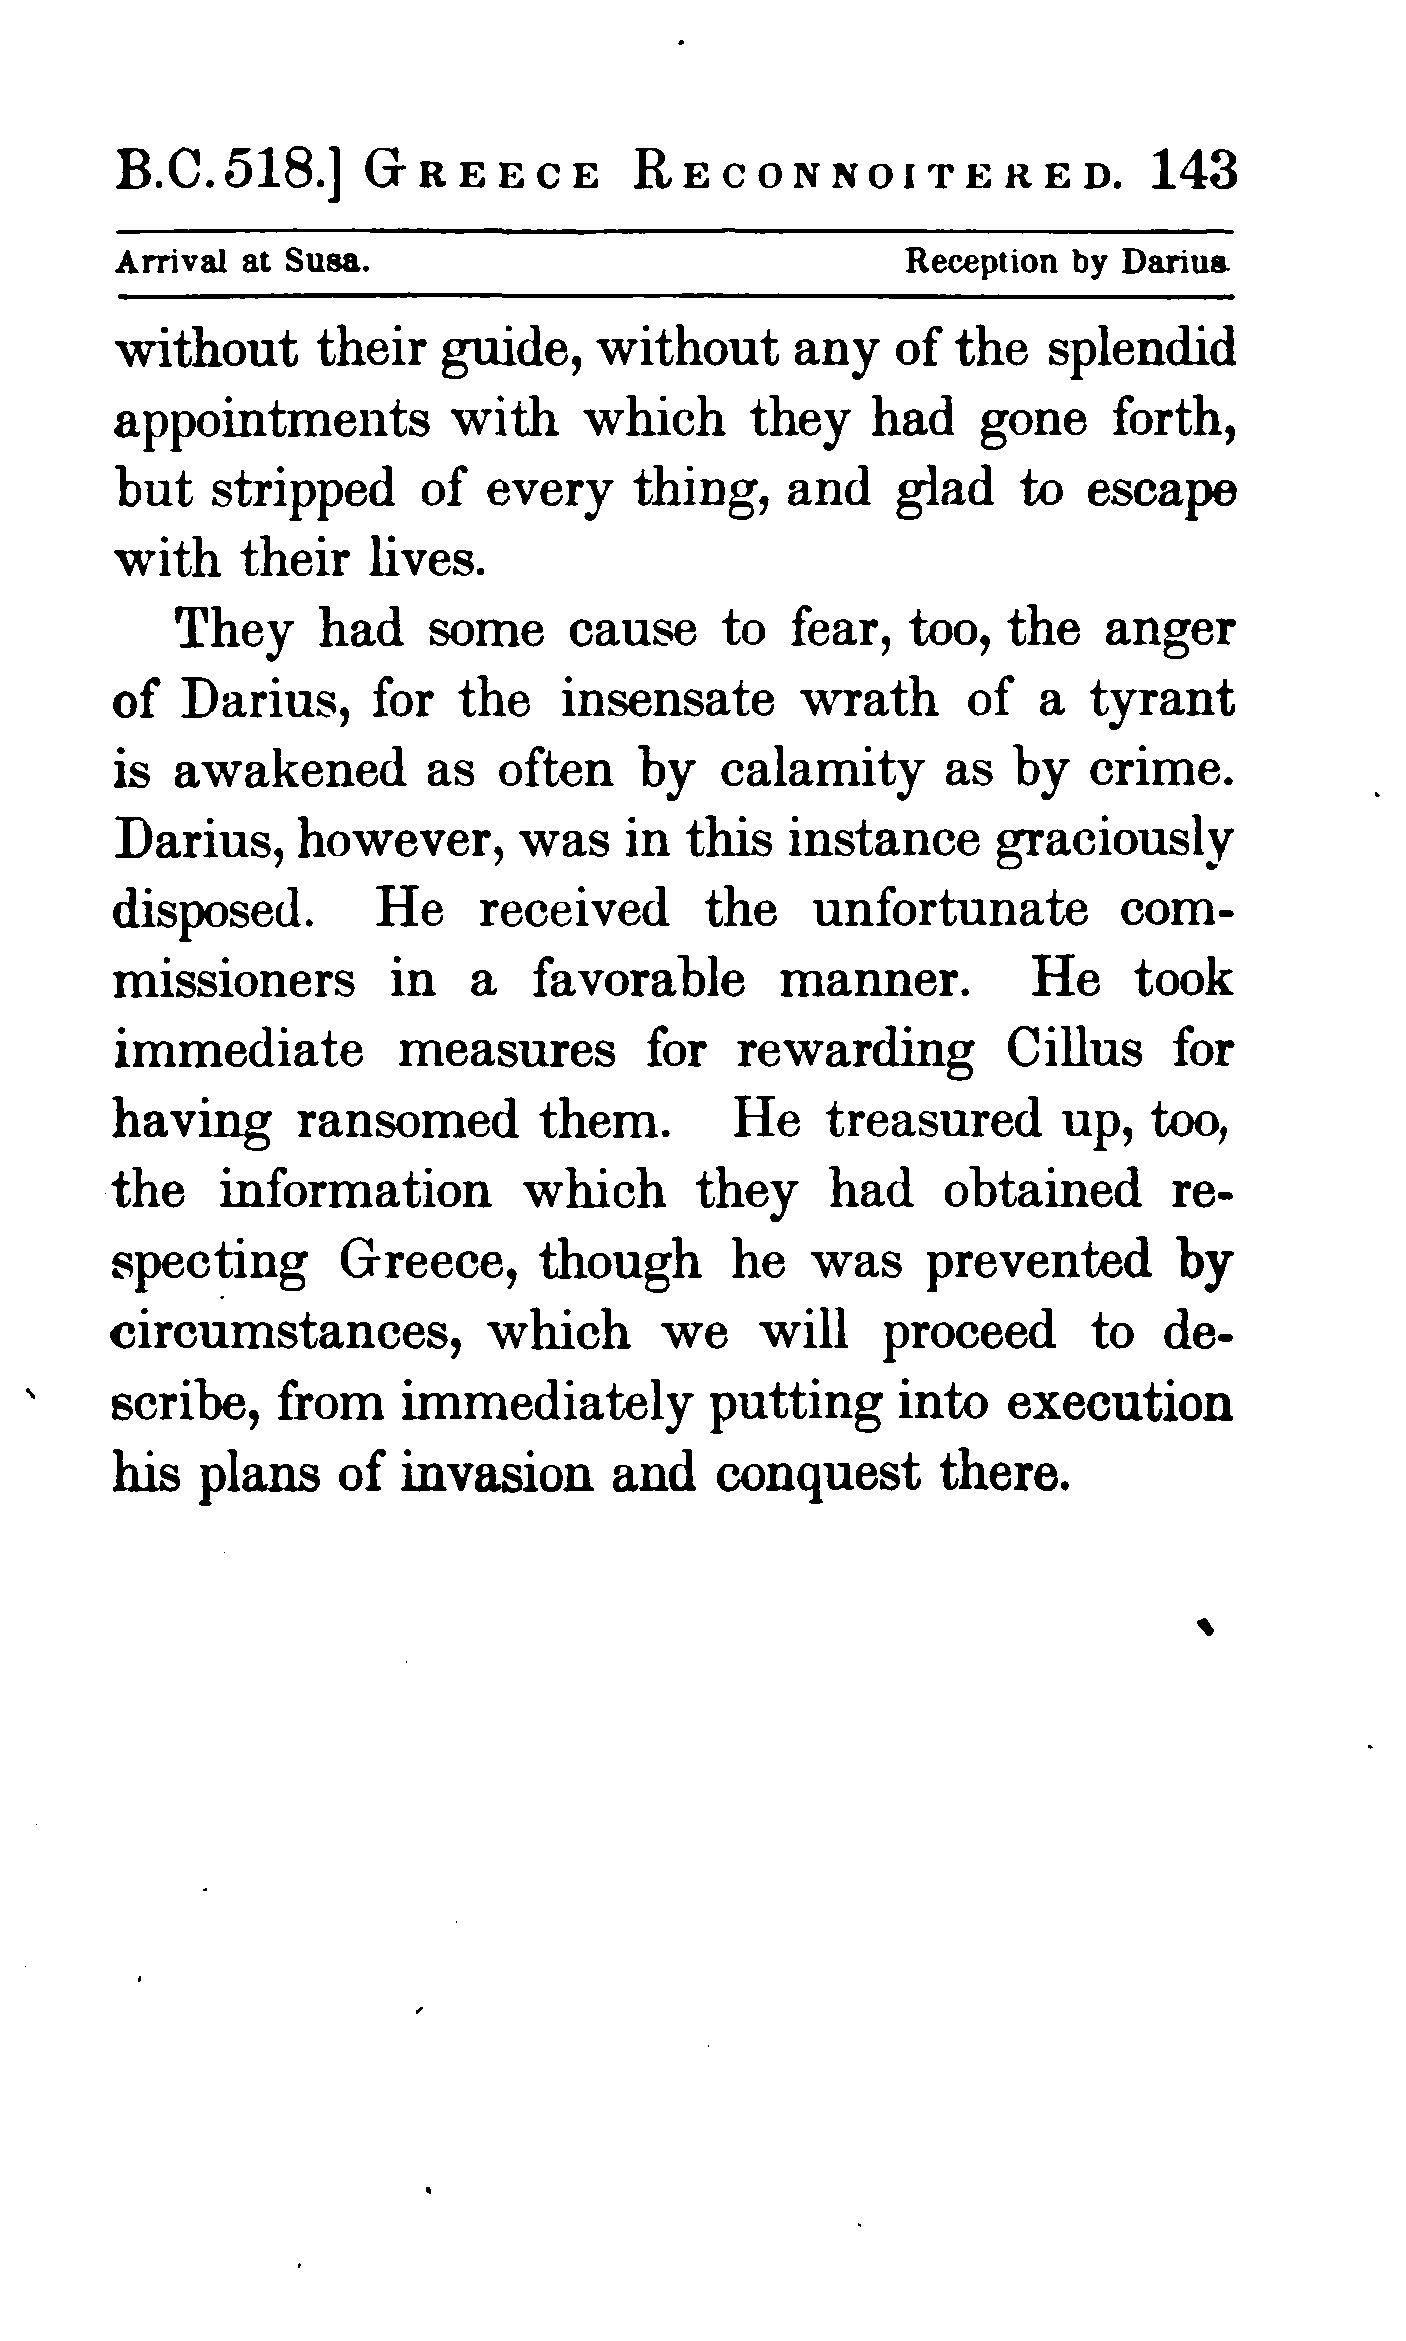 B.C. 518.] GREECE RECONNOITERED. 143
Arrival at Susa. Reception by Darius.
without their guide, without any of the splendid
appointments with which they had gone forth,
but stripped of every thing, and glad to escape
with their lives.
They had some cause to fear, too, the anger
of Darius, for the insensate wrath of a tyrant
is awakened as often by calamity as by crime.
Darius, however, was in this instance graciously
disposed. He received the unfortunate com-
missioners in a favorable manner. He took
immediate measures for rewarding Cillus for
having ransomed them. He treasured up, too,
the information which they had obtained re-
specting Greece, though he was prevented by
circumstances, which we will proceed to de-
scribe, from immediately putting into execution
his plans of invasion and conquest there.